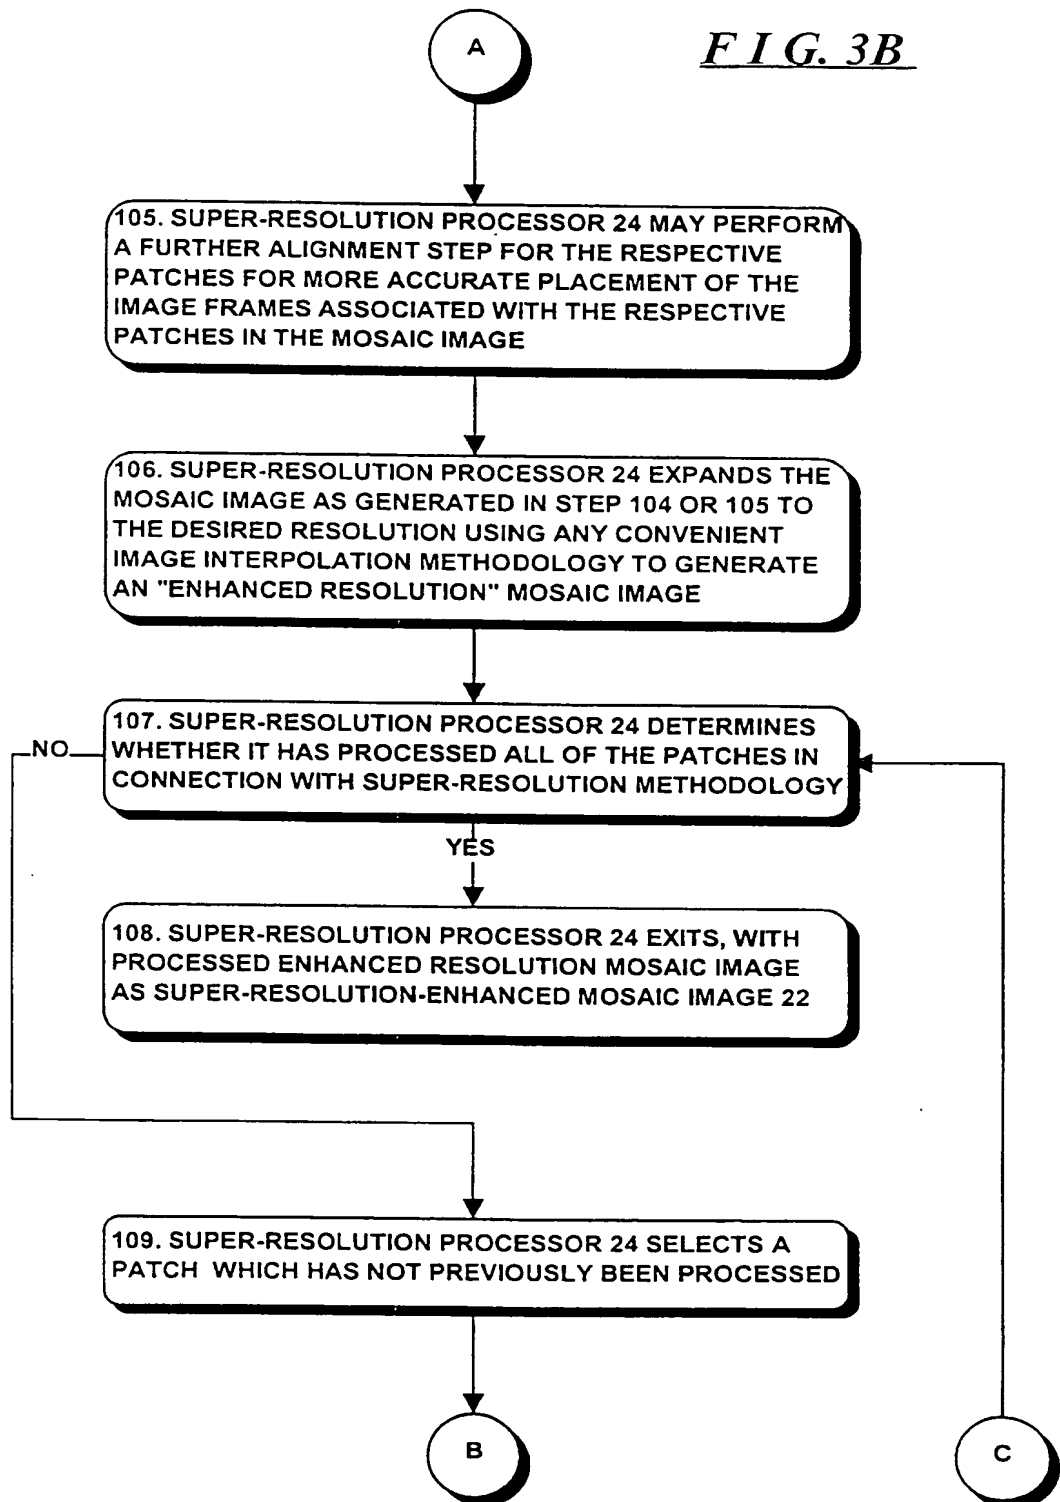 A
F I G. 3B
105. SUPER-RESOLUTION PROCESSOR 24 MAY PERFORM
A FURTHER ALIGNMENT STEP FOR THE RESPECTIVE
PATCHES FOR MORE ACCURATE PLACEMENT OF THE
IMAGE FRAMES ASSOCIATED WITH THE RESPECTIVE
PATCHES IN THE MOSAIC IMAGE
106. SUPER-RESOLUTION PROCESSOR 24 EXPANDS THE
MOSAIC IMAGE AS GENERATED IN STEP 104 OR 105 TO
THE DESIRED RESOLUTION USING ANY CONVENIENT
IMAGE INTERPOLATION METHODOLOGY TO GENERATE
AN "ENHANCED RESOLUTION" MOSAIC IMAGE
107. SUPER-RESOLUTION PROCESSOR 24 DETERMINES
WHETHER IT HAS PROCESSED ALL OF THE PATCHES IN
CONNECTION WITH SUPER-RESOLUTION METHODOLOGY
NO
YES
108. SUPER-RESOLUTION PROCESSOR 24 EXITS, WITH
PROCESSED ENHANCED RESOLUTION MOSAIC IMAGE
AS SUPER-RESOLUTION-ENHANCED MOSAIC IMAGE 22
109. SUPER-RESOLUTION PROCESSOR 24 SELECTS A
PATCH WHICH HAS NOT PREVIOUSLY BEEN PROCESSED
B
C